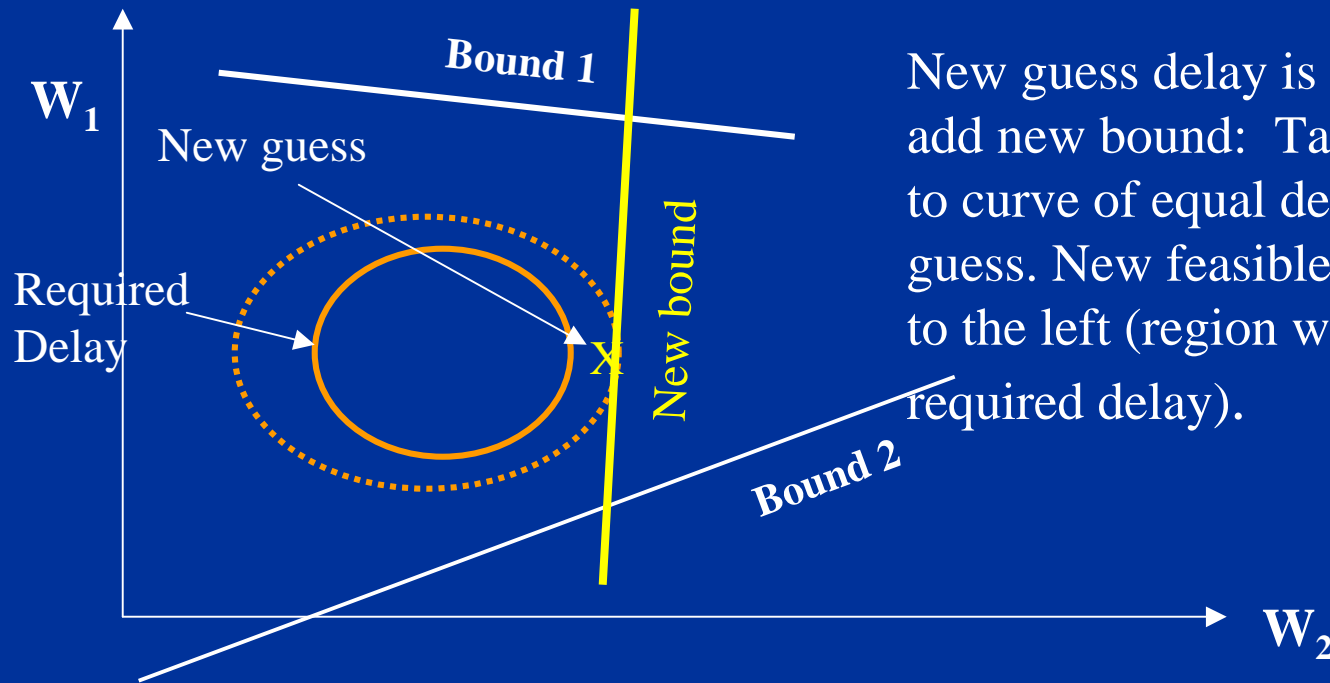 Bound 1
W1
New guess
New bound
Required
Delay
X
Bound 2
W2
New guess delay is
add new bound: Ta
to curve of equal de
guess. New feasible
to the left (region w
required delay).